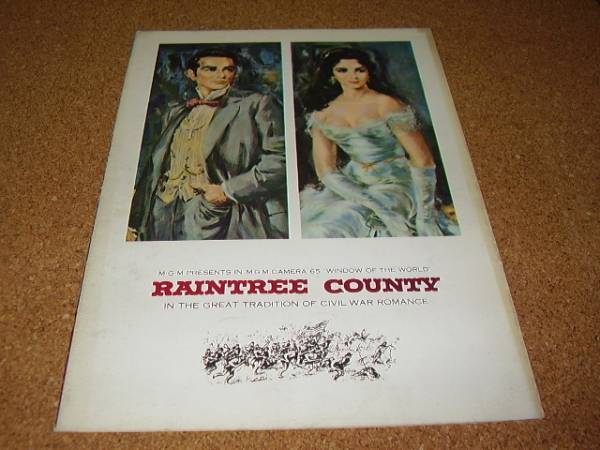 M-G-M PRESENTS IN M-G-M CAMERA 65 "WINDOW OF THE WORLD"
RAINTREE COUNTY
IN THE GREAT TRADITION OF CIVIL WAR ROMANCE